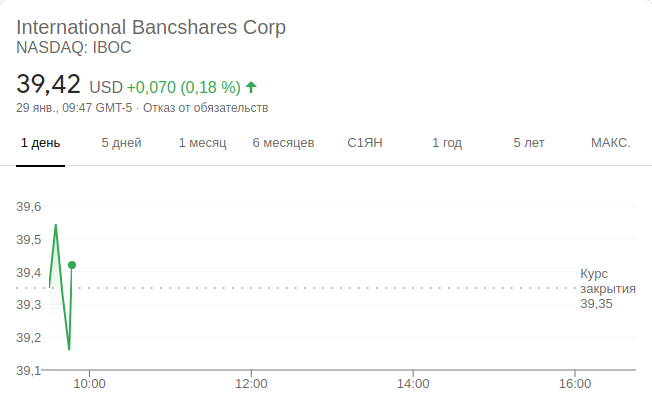 International Bancshares Corp
NASDAQ: IBOC
39,42 USD +0,070 (0,18 %)
29 янв., 09:47 GMT-5 · Отказ от обязательств
1 день 5 дней 1 месяц 6 месяцев С1ЯН 1 год 5 лет МАКС.
39,6
39,5
39,4
39,3
39,2
39,1
Курс
закрытия
39,35
10:00 12:00 14:00 16:00